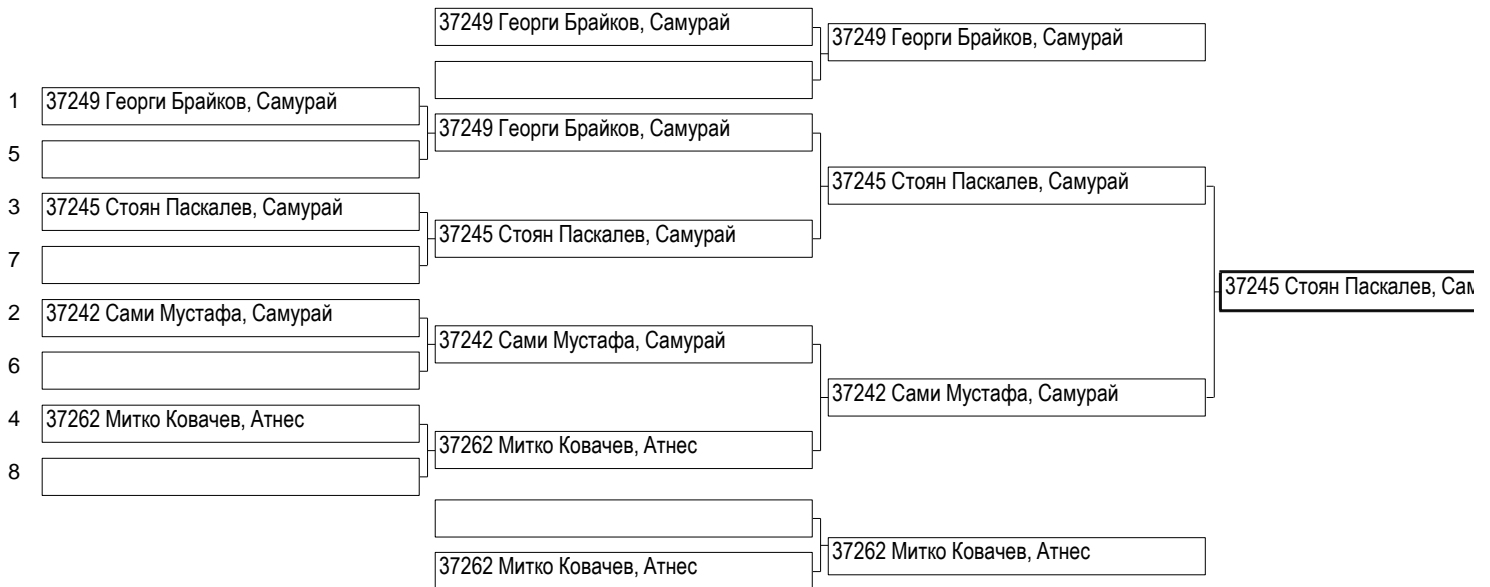 37249 Георги Брайков, Самурай
37249 Георги Брайков, Самурай
1 37249 Георги Брайков, Самурай
37249 Георги Брайков, Самурай
5
37245 Стоян Паскалев, Самурай
3 37245 Стоян Паскалев, Самурай
37245 Стоян Паскалев, Самурай
7
37245 Стоян Паскалев, Сам
2 37242 Сами Мустафа, Самурай
37242 Сами Мустафа, Самурай
6
37242 Сами Мустафа, Самурай
4 37262 Митко Ковачев, Атнес
37262 Митко Ковачев, Атнес
8
37262 Митко Ковачев, Атнес
37262 Митко Ковачев, Атнес